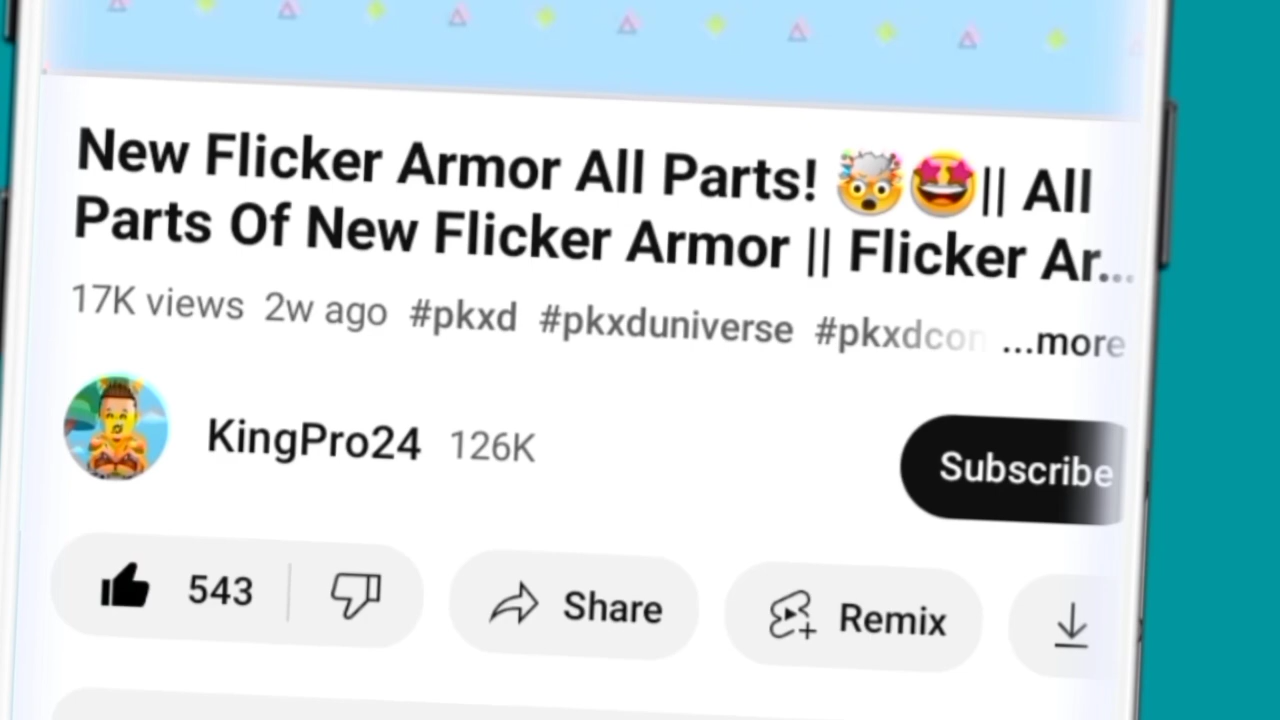 New Flicker Armor All Parts! 🤯🤩|| All
Parts Of New Flicker Armor || Flicker Ar...
17K views 2w ago #pkxd #pkxduniverse #pkxdcon ...more
KingPro24 126K
Subscribe
543
Share
Remix